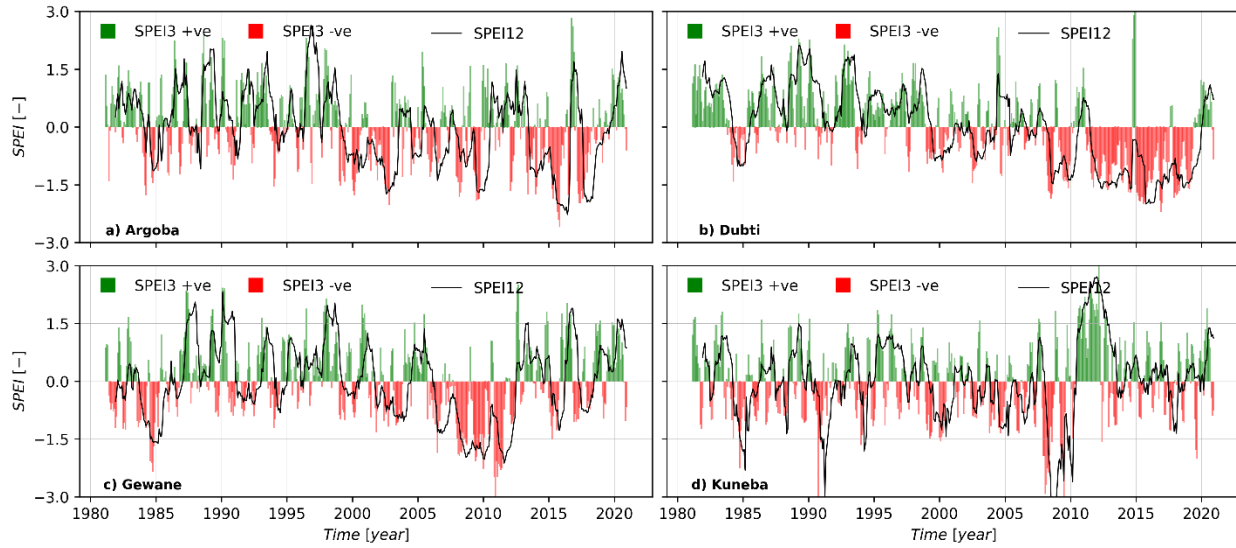 3.0 SPEI3 +ve SPEI3 -ve SPEI12 SPEI3 +ve SPEI3 -ve SPEI12
1.5
SPEI [−] 0.0
−1.5
−3.0 a) Argoba b) Dubti
3.0 SPEI3 +ve SPEI3 -ve SPEI12 SPEI3 +ve SPEI3 -ve SPEI12
1.5
SPEI [−] 0.0
−1.5
−3.0 c) Gewane d) Kuneba
1980 1985 1990 1995 2000 2005 2010 2015 2020 1980 1985 1990 1995 2000 2005 2010 2015 2020
Time [year] Time [year]